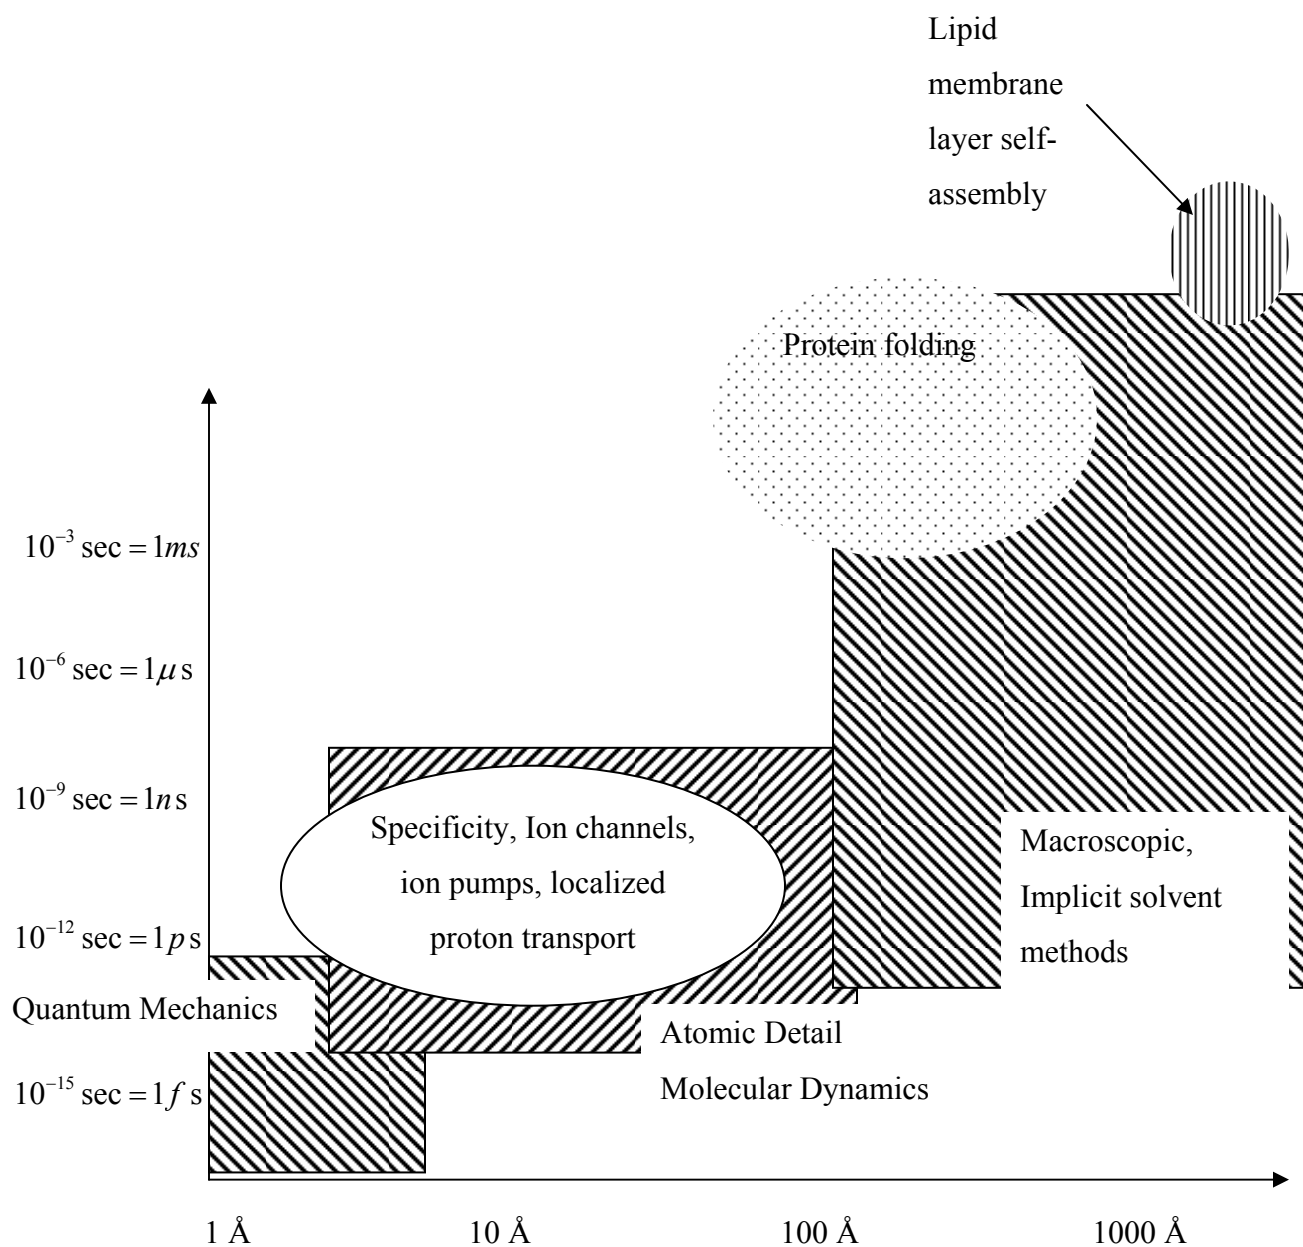 Lipid
membrane
layer self-
assembly
Protein folding
10⁻³ sec = 1ms
10⁻⁶ sec = 1μs
10⁻⁹ sec = 1ns
Specificity, Ion channels,
ion pumps, localized
proton transport
Macroscopic,
Implicit solvent
methods
10⁻¹² sec = 1ps
Quantum Mechanics
Atomic Detail
Molecular Dynamics
10⁻¹⁵ sec = 1fs
1 Å 10 Å 100 Å 1000 Å